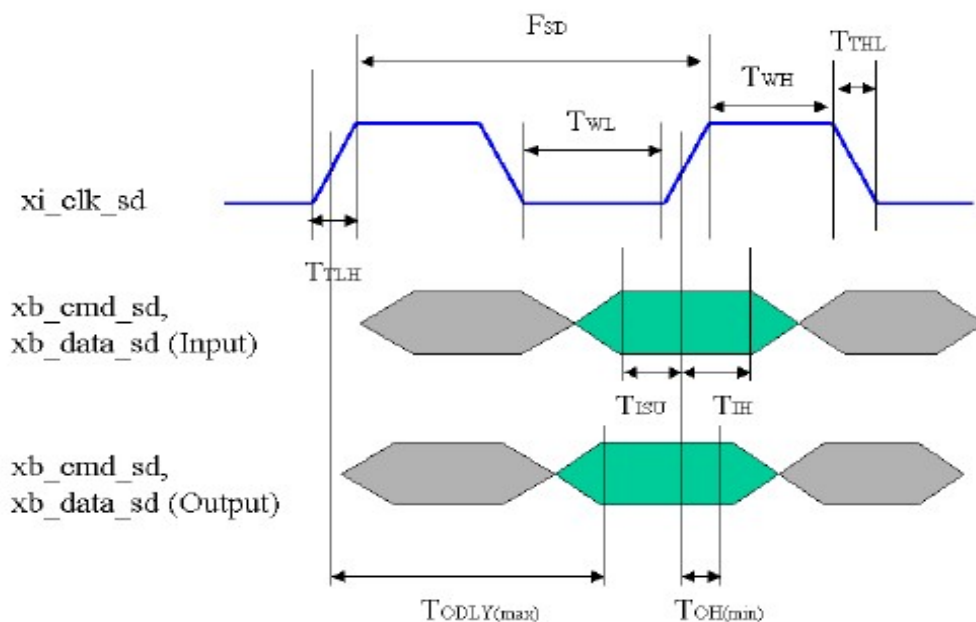 FSD
TTHL
TWH
TWL
xi_clk_sd
TTLH
xb_cmd_sd,
xb_data_sd (Input)
TISU
TIH
xb_cmd_sd,
xb_data_sd (Output)
TODLY(max)
TOH(min)